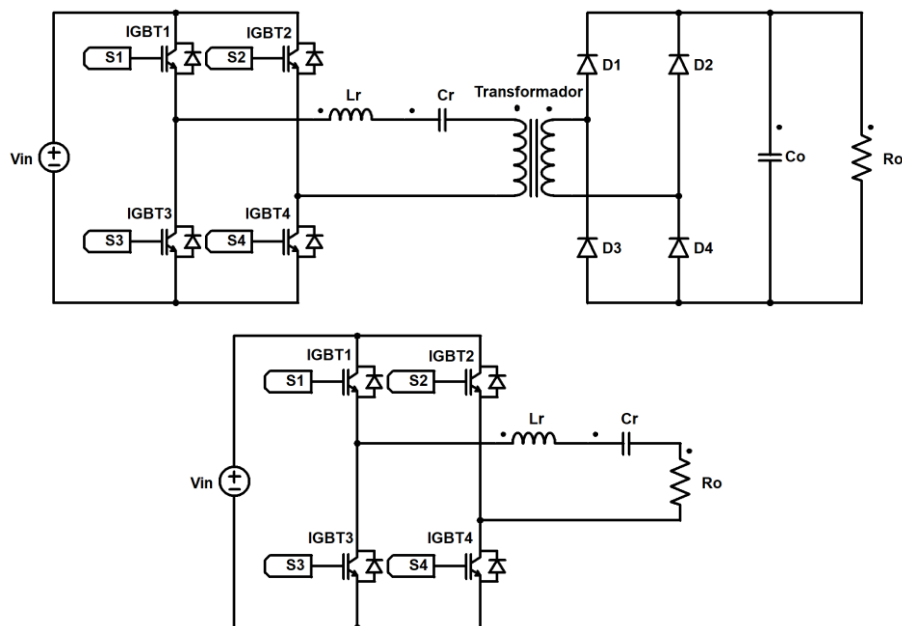 IGBT1
IGBT2
S1
S2
D1
D2
Lr
Cr
Transformador
Vin
Co
Ro
IGBT3
IGBT4
S3
S4
D3
D4
IGBT1
IGBT2
S1
S2
Lr
Cr
Vin
Ro
IGBT3
IGBT4
S3
S4